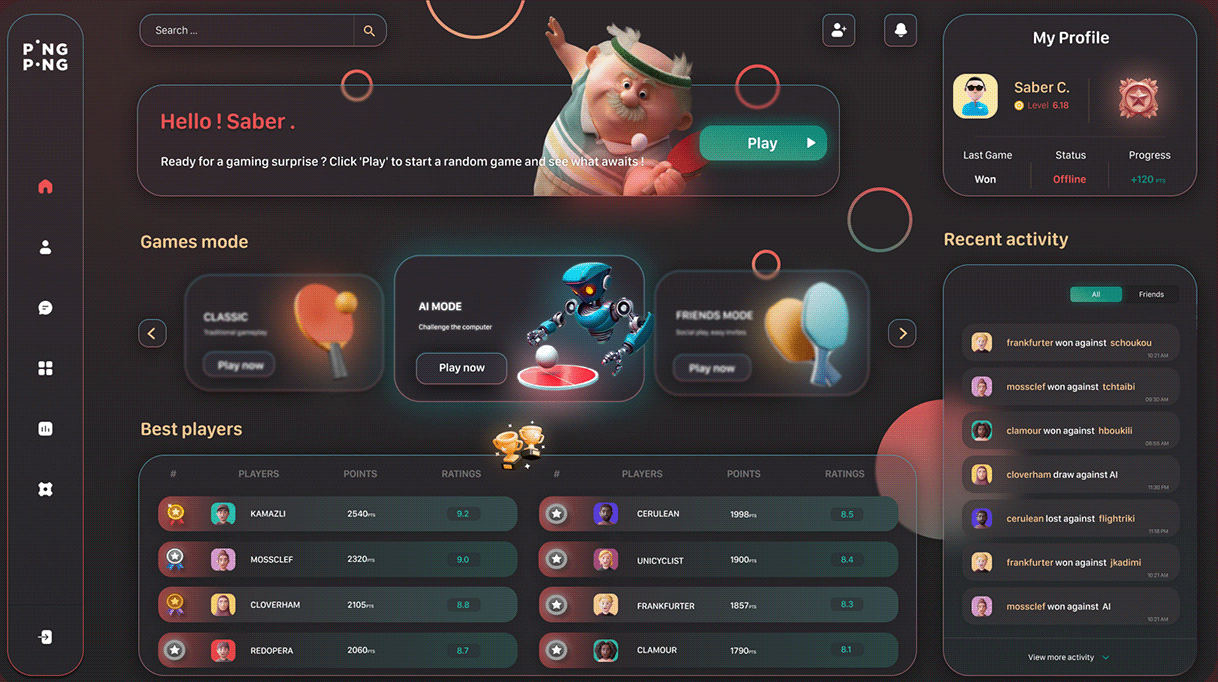 PING
PONG
Search ...
Hello ! Saber .
Ready for a gaming surprise ? Click 'Play' to start a random game and see what awaits !
Play
Games mode
CLASSIC
Traditional gameplay
Play now
AI MODE
Challenge the computer
Play now
FRIENDS MODE
Social play, easy invites
Play now
Best players
# PLAYERS POINTS RATINGS
KAMAZLI 2540PTS 9.2
MOSSCLEF 2320PTS 9.0
CLOVERHAM 2105PTS 8.8
REDOPERA 2060PTS 8.7
# PLAYERS POINTS RATINGS
CERULEAN 1998PTS 8.5
UNICYCLIST 1900PTS 8.4
FRANKFURTER 1857PTS 8.3
CLAMOUR 1790PTS 8.1
My Profile
Saber C.
Level 6.18
Last Game Status Progress
Won Offline +120 PTS
Recent activity
All Friends
frankfurter won against schoukou
10:21 AM
mossclef won against tchtaibi
09:30 AM
clamour won against hboukili
08:55 AM
cloverham draw against AI
11:30 PM
cerulean lost against flightriki
11:18 PM
frankfurter won against jkadimi
10:21 AM
mossclef won against AI
10:21 AM
View more activity